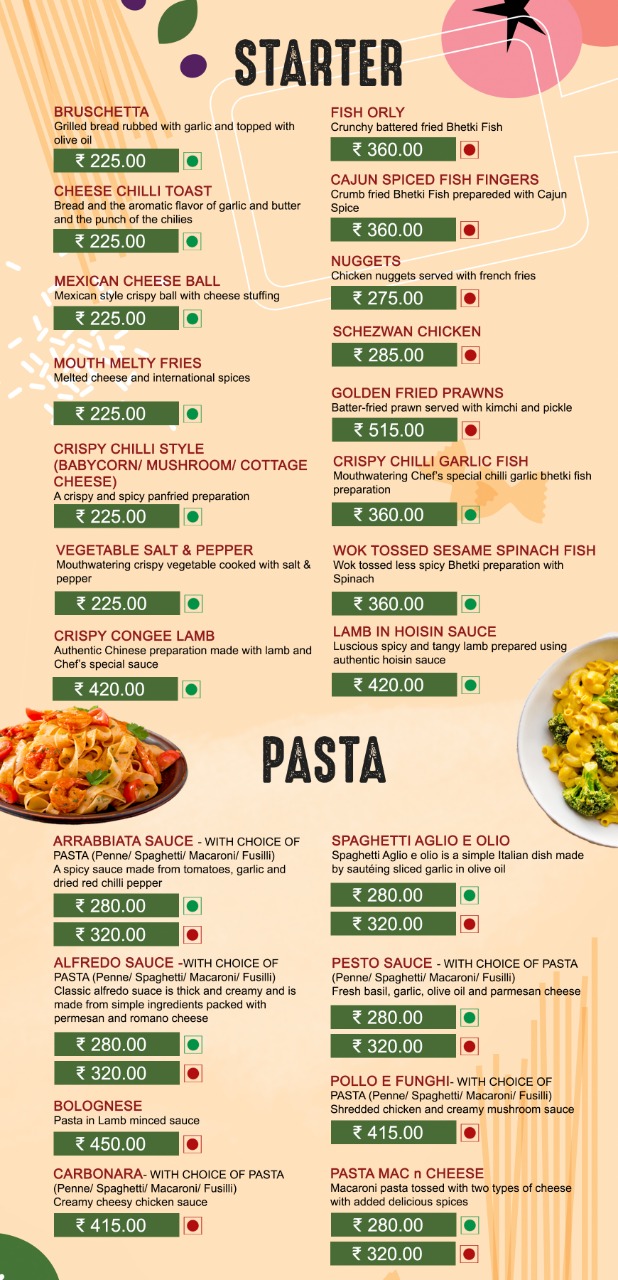 STARTER
BRUSCHETTA
Grilled bread rubbed with garlic and topped with
olive oil
₹ 225.00
CHEESE CHILLI TOAST
Bread and the aromatic flavor of garlic and butter
and the punch of the chilies
₹ 225.00
MEXICAN CHEESE BALL
Mexican style crispy ball with cheese stuffing
₹ 225.00
MOUTH MELTY FRIES
Melted cheese and international spices
₹ 225.00
CRISPY CHILLI STYLE
(BABYCORN/ MUSHROOM/ COTTAGE
CHEESE)
A crispy and spicy panfried preparation
₹ 225.00
VEGETABLE SALT & PEPPER
Mouthwatering crispy vegetable cooked with salt &
pepper
₹ 225.00
CRISPY CONGEE LAMB
Authentic Chinese preparation made with lamb and
Chef's special sauce
₹ 420.00
FISH ORLY
Crunchy battered fried Bhetki Fish
₹ 360.00
CAJUN SPICED FISH FINGERS
Crumb fried Bhetki Fish prepareded with Cajun
Spice
₹ 360.00
NUGGETS
Chicken nuggets served with french fries
₹ 275.00
SCHEZWAN CHICKEN
₹ 285.00
GOLDEN FRIED PRAWNS
Batter-fried prawn served with kimchi and pickle
₹ 515.00
CRISPY CHILLI GARLIC FISH
Mouthwatering Chef's special chilli garlic bhetki fish
preparation
₹ 360.00
WOK TOSSED SESAME SPINACH FISH
Wok tossed less spicy Bhetki preparation with
Spinach
₹ 360.00
LAMB IN HOISIN SAUCE
Luscious spicy and tangy lamb prepared using
authentic hoisin sauce
₹ 420.00
PASTA
ARRABBIATA SAUCE - WITH CHOICE OF
PASTA (Penne/ Spaghetti/ Macaroni/ Fusilli)
A spicy sauce made from tomatoes, garlic and
dried red chilli pepper
₹ 280.00
₹ 320.00
ALFREDO SAUCE -WITH CHOICE OF
PASTA (Penne/ Spaghetti/ Macaroni/ Fusilli)
Classic alfredo suace is thick and creamy and is
made from simple ingredients packed with
permesan and romano cheese
₹ 280.00
₹ 320.00
BOLOGNESE
Pasta in Lamb minced sauce
₹ 450.00
CARBONARA- WITH CHOICE OF PASTA
(Penne/ Spaghetti/ Macaroni/ Fusilli)
Creamy cheesy chicken sauce
₹ 415.00
SPAGHETTI AGLIO E OLIO
Spaghetti Aglio e olio is a simple Italian dish made
by sautéing sliced garlic in olive oil
₹ 280.00
₹ 320.00
PESTO SAUCE - WITH CHOICE OF PASTA
(Penne/ Spaghetti/ Macaroni/ Fusilli)
Fresh basil, garlic, olive oil and parmesan cheese
₹ 280.00
₹ 320.00
POLLO E FUNGHI- WITH CHOICE OF
PASTA (Penne/ Spaghetti/ Macaroni/ Fusilli)
Shredded chicken and creamy mushroom sauce
₹ 415.00
PASTA MAC n CHEESE
Macaroni pasta tossed with two types of cheese
with added delicious spices
₹ 280.00
₹ 320.00